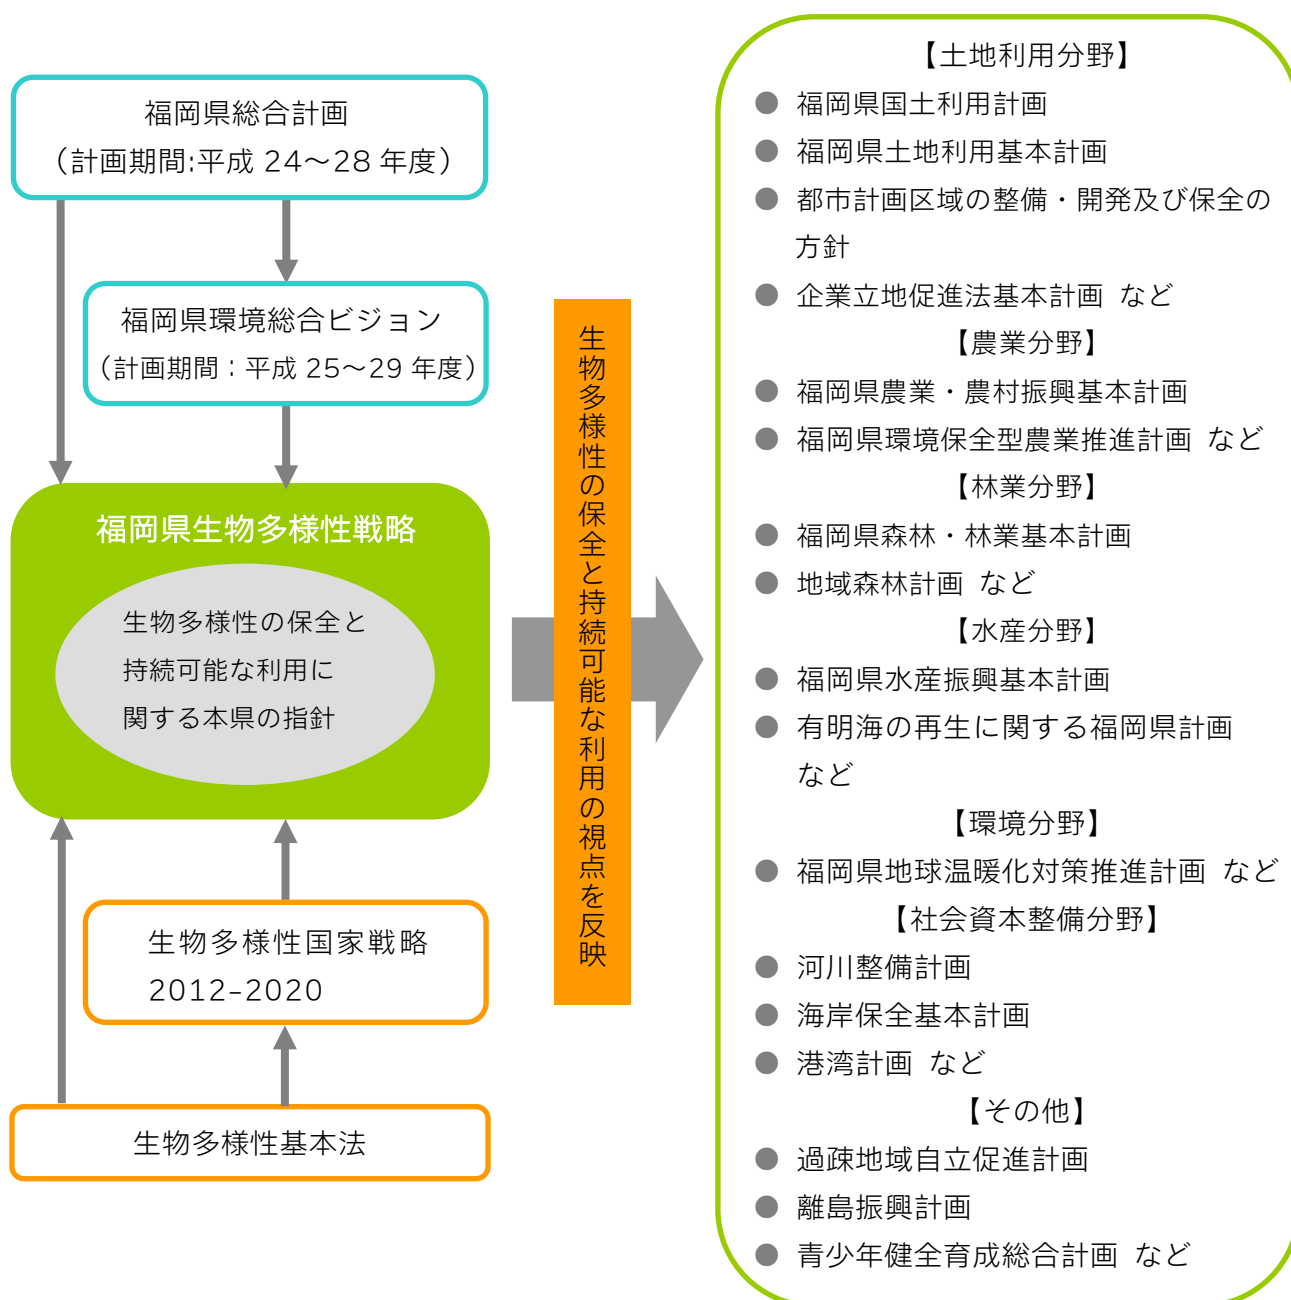 福岡県総合計画
（計画期間:平成 24～28 年度）
福岡県環境総合ビジョン
（計画期間：平成 25～29 年度）
福岡県生物多様性戦略
生物多様性の保全と
持続可能な利用に
関する本県の指針
生物多様性国家戦略
2012-2020
生物多様性基本法
生物多様性の保全と持続可能な利用の視点を反映
【土地利用分野】
● 福岡県国土利用計画
● 福岡県土地利用基本計画
● 都市計画区域の整備・開発及び保全の
方針
● 企業立地促進法基本計画 など
【農業分野】
● 福岡県農業・農村振興基本計画
● 福岡県環境保全型農業推進計画 など
【林業分野】
● 福岡県森林・林業基本計画
● 地域森林計画 など
【水産分野】
● 福岡県水産振興基本計画
● 有明海の再生に関する福岡県計画
など
【環境分野】
● 福岡県地球温暖化対策推進計画 など
【社会資本整備分野】
● 河川整備計画
● 海岸保全基本計画
● 港湾計画 など
【その他】
● 過疎地域自立促進計画
● 離島振興計画
● 青少年健全育成総合計画 など